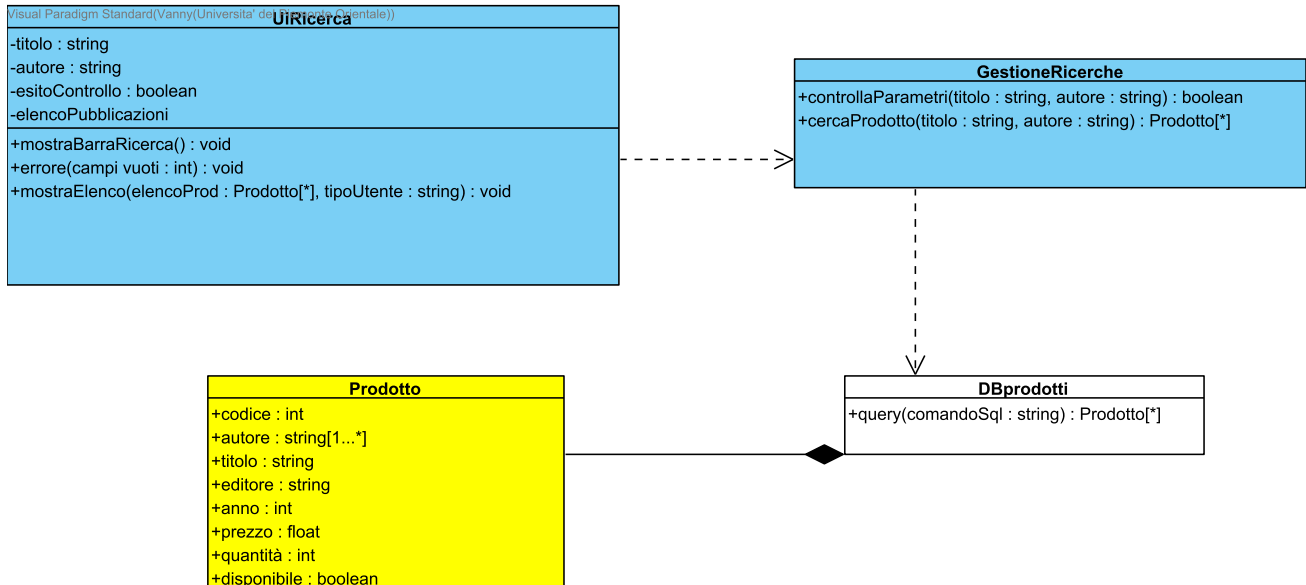 Visual Paradigm Standard(Vanny(Universita' del Piemonte Orientale))
UiRicerca
-titolo : string
-autore : string
-esitoControllo : boolean
-elencoPubblicazioni
+mostraBarraRicerca() : void
+errore(campi vuoti : int) : void
+mostraElenco(elencoProd : Prodotto[*], tipoUtente : string) : void
GestioneRicerche
+controllaParametri(titolo : string, autore : string) : boolean
+cercaProdotto(titolo : string, autore : string) : Prodotto[*]
Prodotto
+codice : int
+autore : string[1...*]
+titolo : string
+editore : string
+anno : int
+prezzo : float
+quantità : int
+disponibile : boolean
DBprodotti
+query(comandoSql : string) : Prodotto[*]